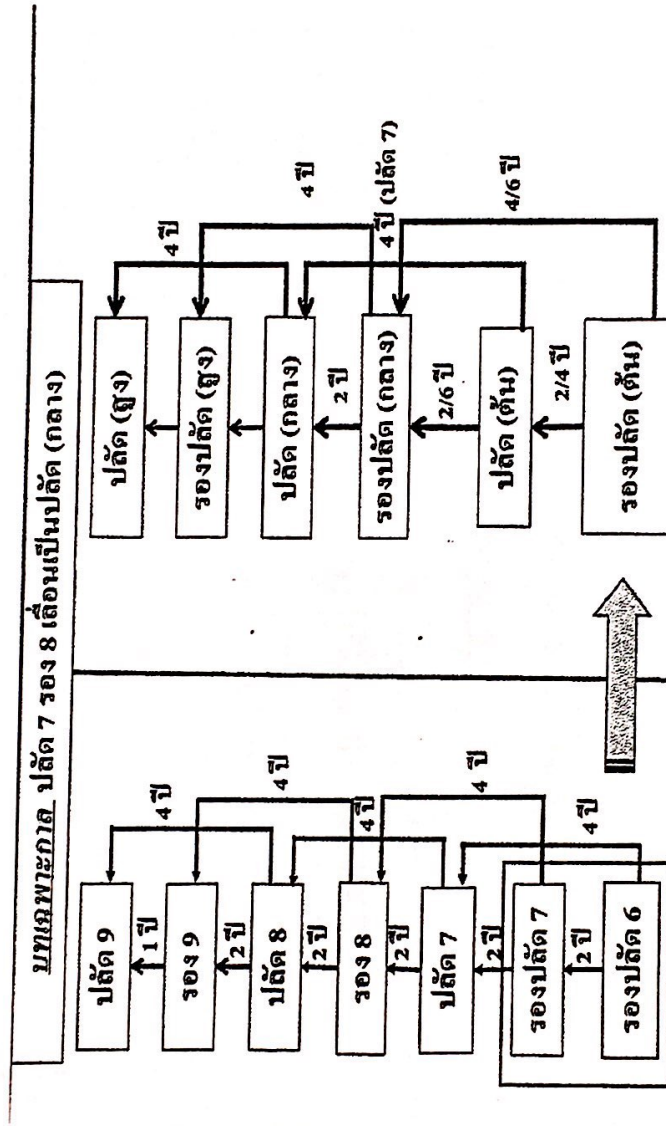 บทเฉพาะกาล ปลัด 7 รอง 8 เลื่อนเป็นปลัด (กลาง)
ปลัด 9
1 ปี
4 ปี
รอง 9
2 ปี
4 ปี
ปลัด 8
2 ปี
4 ปี
รอง 8
2 ปี
4 ปี
ปลัด 7
2 ปี
4 ปี
รองปลัด 7
2 ปี
รองปลัด 6
ปลัด (สูง)
4 ปี
รองปลัด (สูง)
4 ปี
ปลัด (กลาง)
2 ปี
4 ปี (ปลัด 7)
รองปลัด (กลาง)
2/6 ปี
4/6 ปี
ปลัด (ต้น)
2/4 ปี
รองปลัด (ต้น)